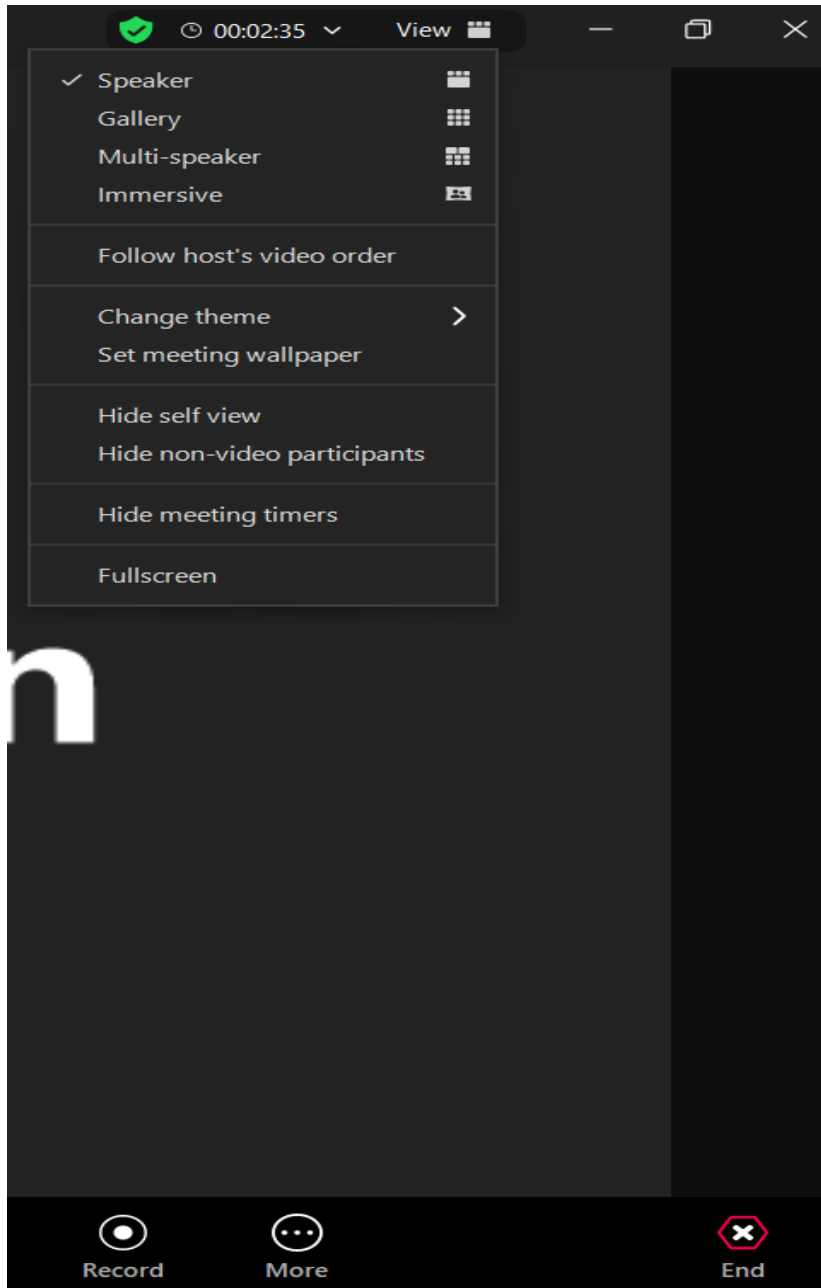 00:02:35 View
Speaker
Gallery
Multi-speaker
Immersive
Follow host's video order
Change theme
Set meeting wallpaper
Hide self view
Hide non-video participants
Hide meeting timers
Fullscreen
n
Record More End